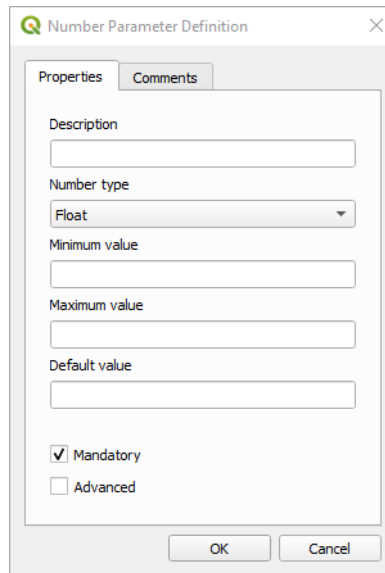 Number Parameter Definition
Properties
Comments
Description
Number type
Float
Minimum value
Maximum value
Default value
Mandatory
Advanced
OK
Cancel